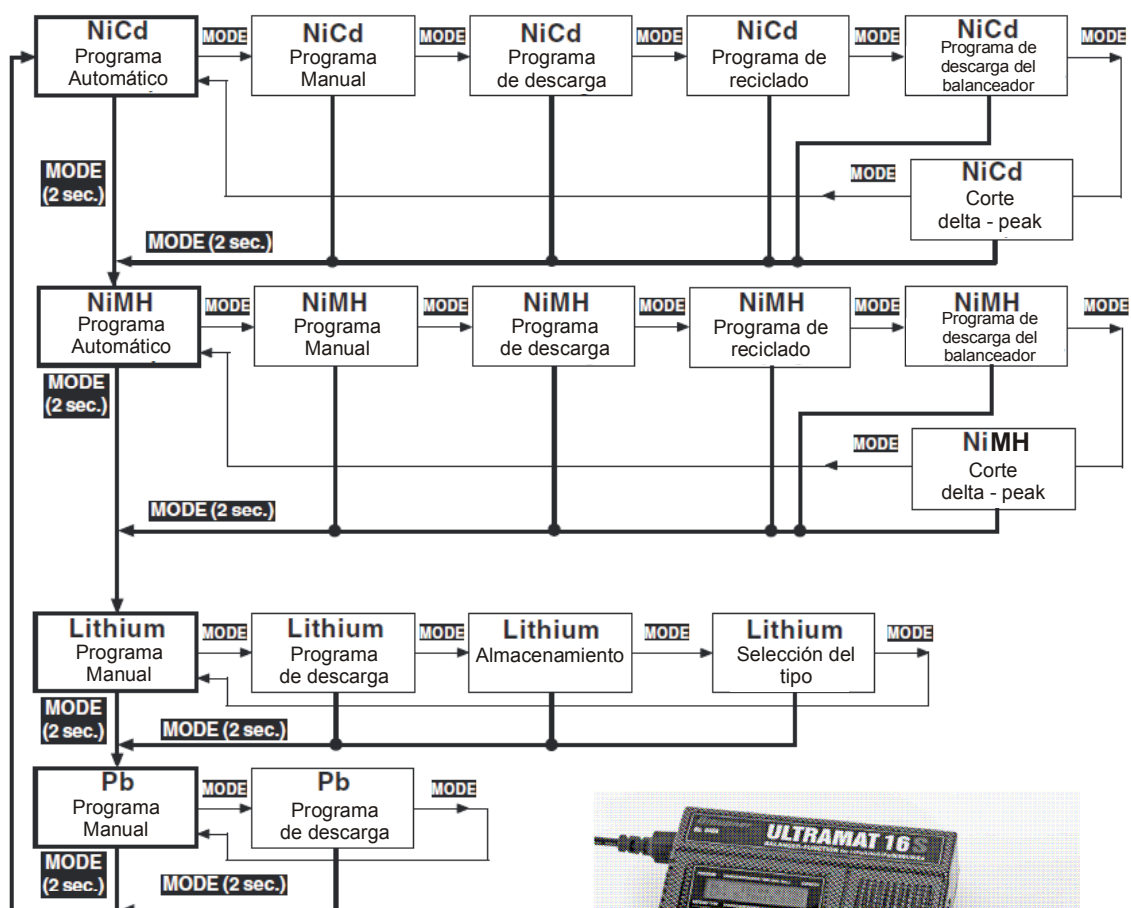 NiCd
Programa
Automático
MODE
NiCd
Programa
Manual
MODE
NiCd
Programa
de descarga
MODE
NiCd
Programa de
reciclado
MODE
NiCd
Programa de
descarga del
balanceador
MODE
MODE
(2 sec.)
MODE
NiCd
Corte
delta - peak
MODE (2 sec.)
NiMH
Programa
Automático
MODE
NiMH
Programa
Manual
MODE
NiMH
Programa
de descarga
MODE
NiMH
Programa de
reciclado
MODE
NiMH
Programa de
descarga del
balanceador
MODE
MODE
(2 sec.)
MODE
NiMH
Corte
delta - peak
MODE (2 sec.)
Lithium
Programa
Manual
MODE
Lithium
Programa
de descarga
MODE
Lithium
Almacenamiento
MODE
Lithium
Selección del
tipo
MODE
MODE
(2 sec.)
MODE (2 sec.)
Pb
Programa
Manual
MODE
Pb
Programa
de descarga
MODE
MODE
(2 sec.)
MODE (2 sec.)
ULTRAMAT 16 S